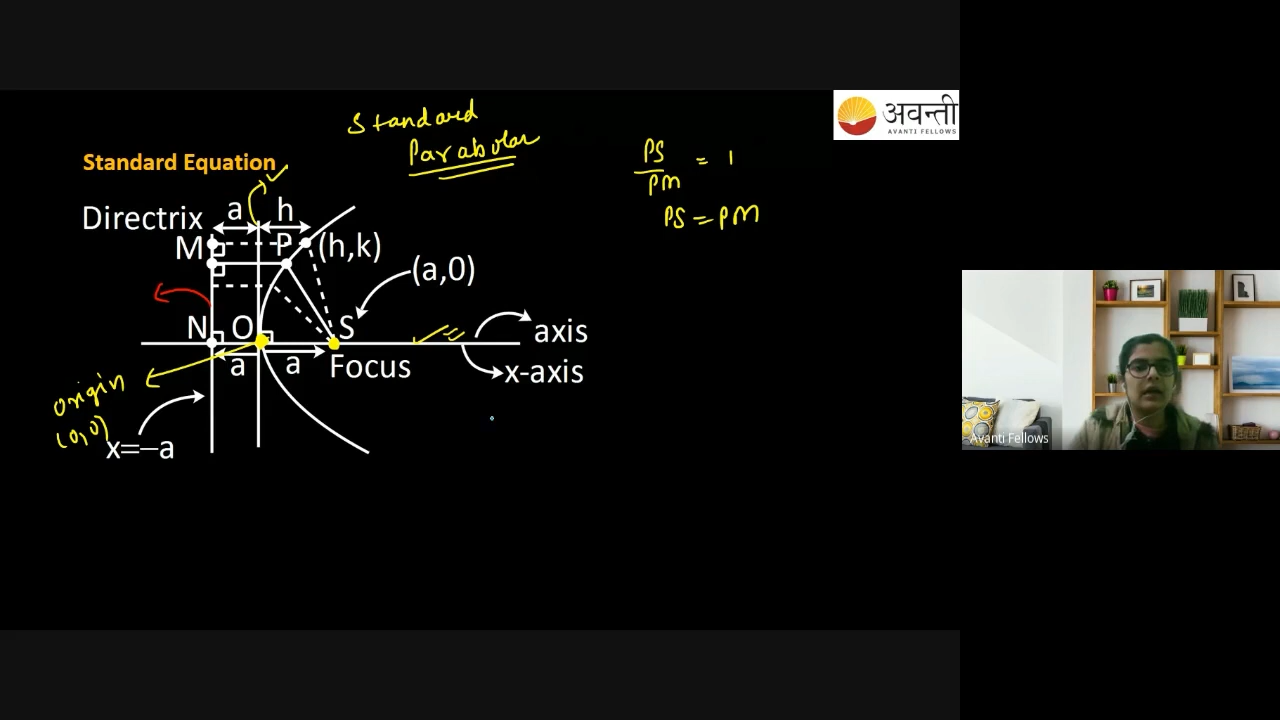 Standard
Parabola
अवन्ती
AVANTI FELLOWS
Standard Equation
PS
PM
= 1
PS = PM
Directrix
a
h
M
P
(h,k)
(a,0)
N
O
S
axis
a
a
Focus
x-axis
origin
(0,0)
x=–a
Avanti Fellows